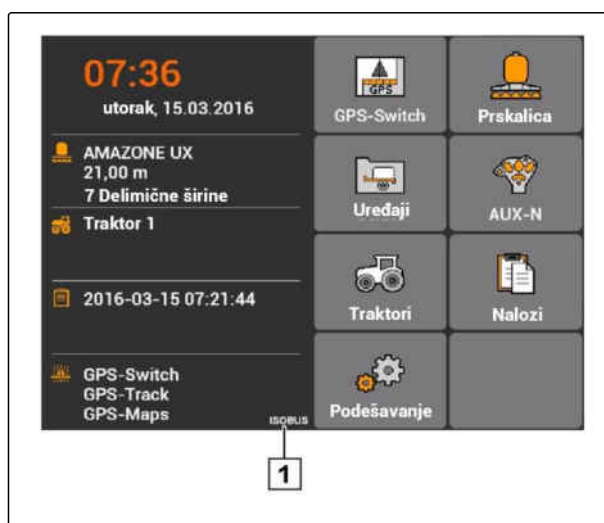 07:36
utorak, 15.03.2016
AMAZONE UX
21,00 m
7 Delimične širine
Traktor 1
2016-03-15 07:21:44
GPS-Switch
GPS-Track
GPS-Maps
ISOBUS
GPS
GPS-Switch
Prskalica
Uređaji
AUX-N
Traktori
Nalozi
Podešavanje
1